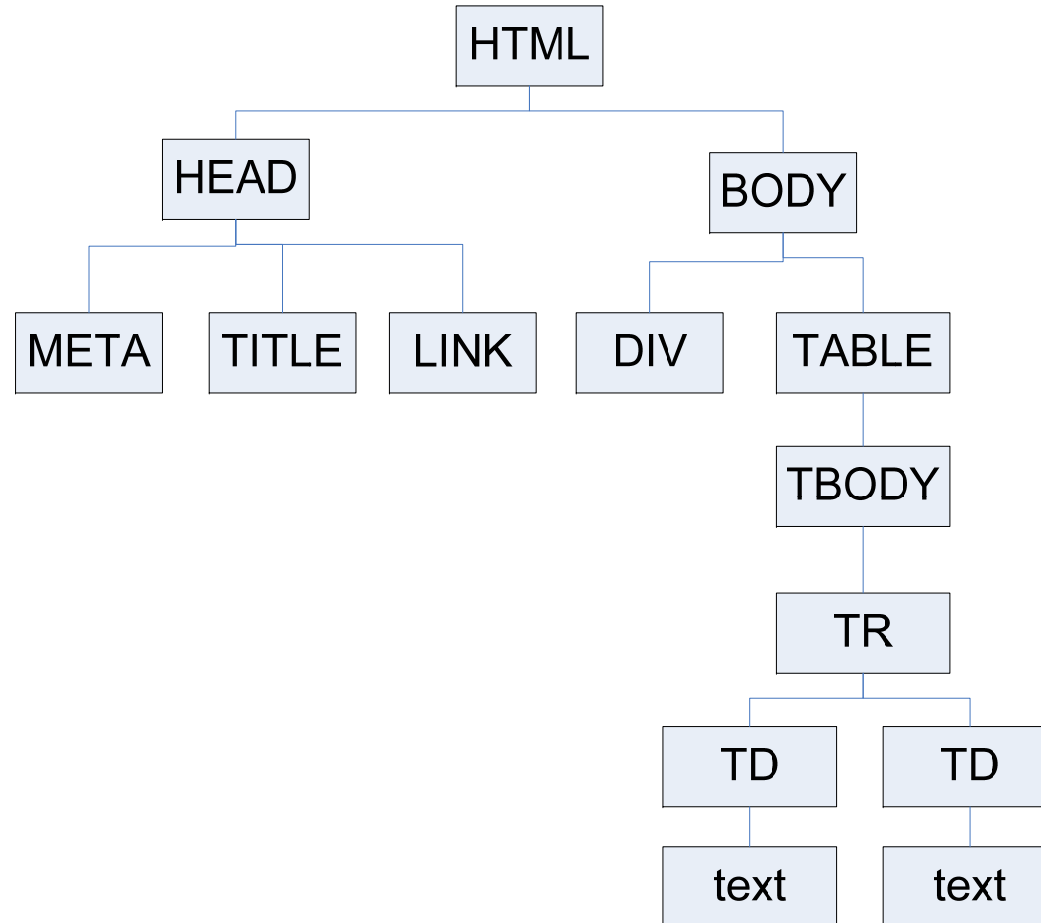 HTML
HEAD
BODY
META
TITLE
LINK
DIV
TABLE
TBODY
TR
TD
TD
text
text